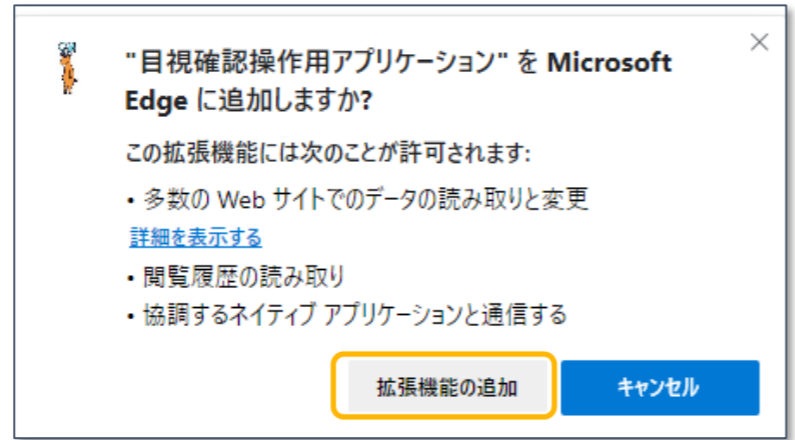 "目視確認操作用アプリケーション" を Microsoft
Edge に追加しますか?
この拡張機能には次のことが許可されます:
• 多数の Web サイトでのデータの読み取りと変更
詳細を表示する
• 閲覧履歴の読み取り
• 協調するネイティブ アプリケーションと通信する
拡張機能の追加
キャンセル